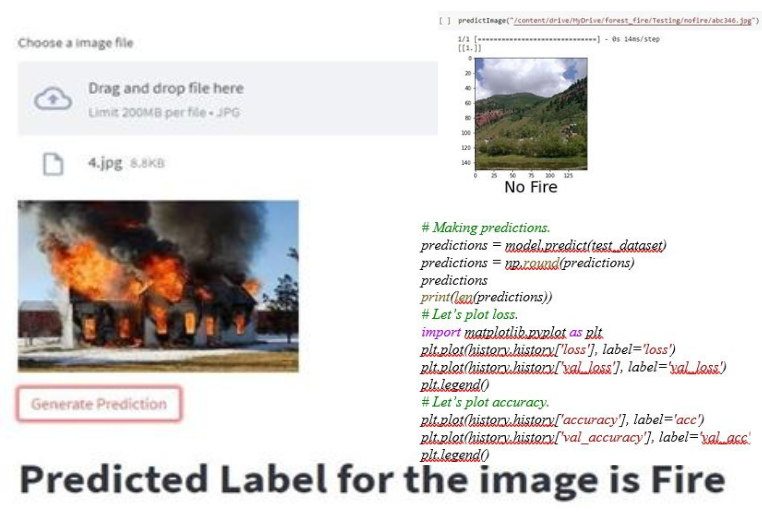 Choose a image file
Drag and drop file here
Limit 200MB per file • JPG
4.jpg 8.8KB
Generate Prediction
[ ] predictImage("/content/drive/MyDrive/forest_fire/Testing/nofire/abc346.jpg")
1/1 [==============================] - 0s 14ms/step
[[1.]]
0
20
40
60
80
100
120
140
0 25 50 75 100 125
No Fire
# Making predictions.
predictions = model.predict(test_dataset)
predictions = np.round(predictions)
predictions
print(len(predictions))
# Let's plot loss.
import matplotlib.pyplot as plt
plt.plot(history.history['loss'], label='loss')
plt.plot(history.history['val_loss'], label='val_loss')
plt.legend()
# Let's plot accuracy.
plt.plot(history.history['accuracy'], label='acc')
plt.plot(history.history['val_accuracy'], label='val_acc'
plt.legend()
Predicted Label for the image is Fire